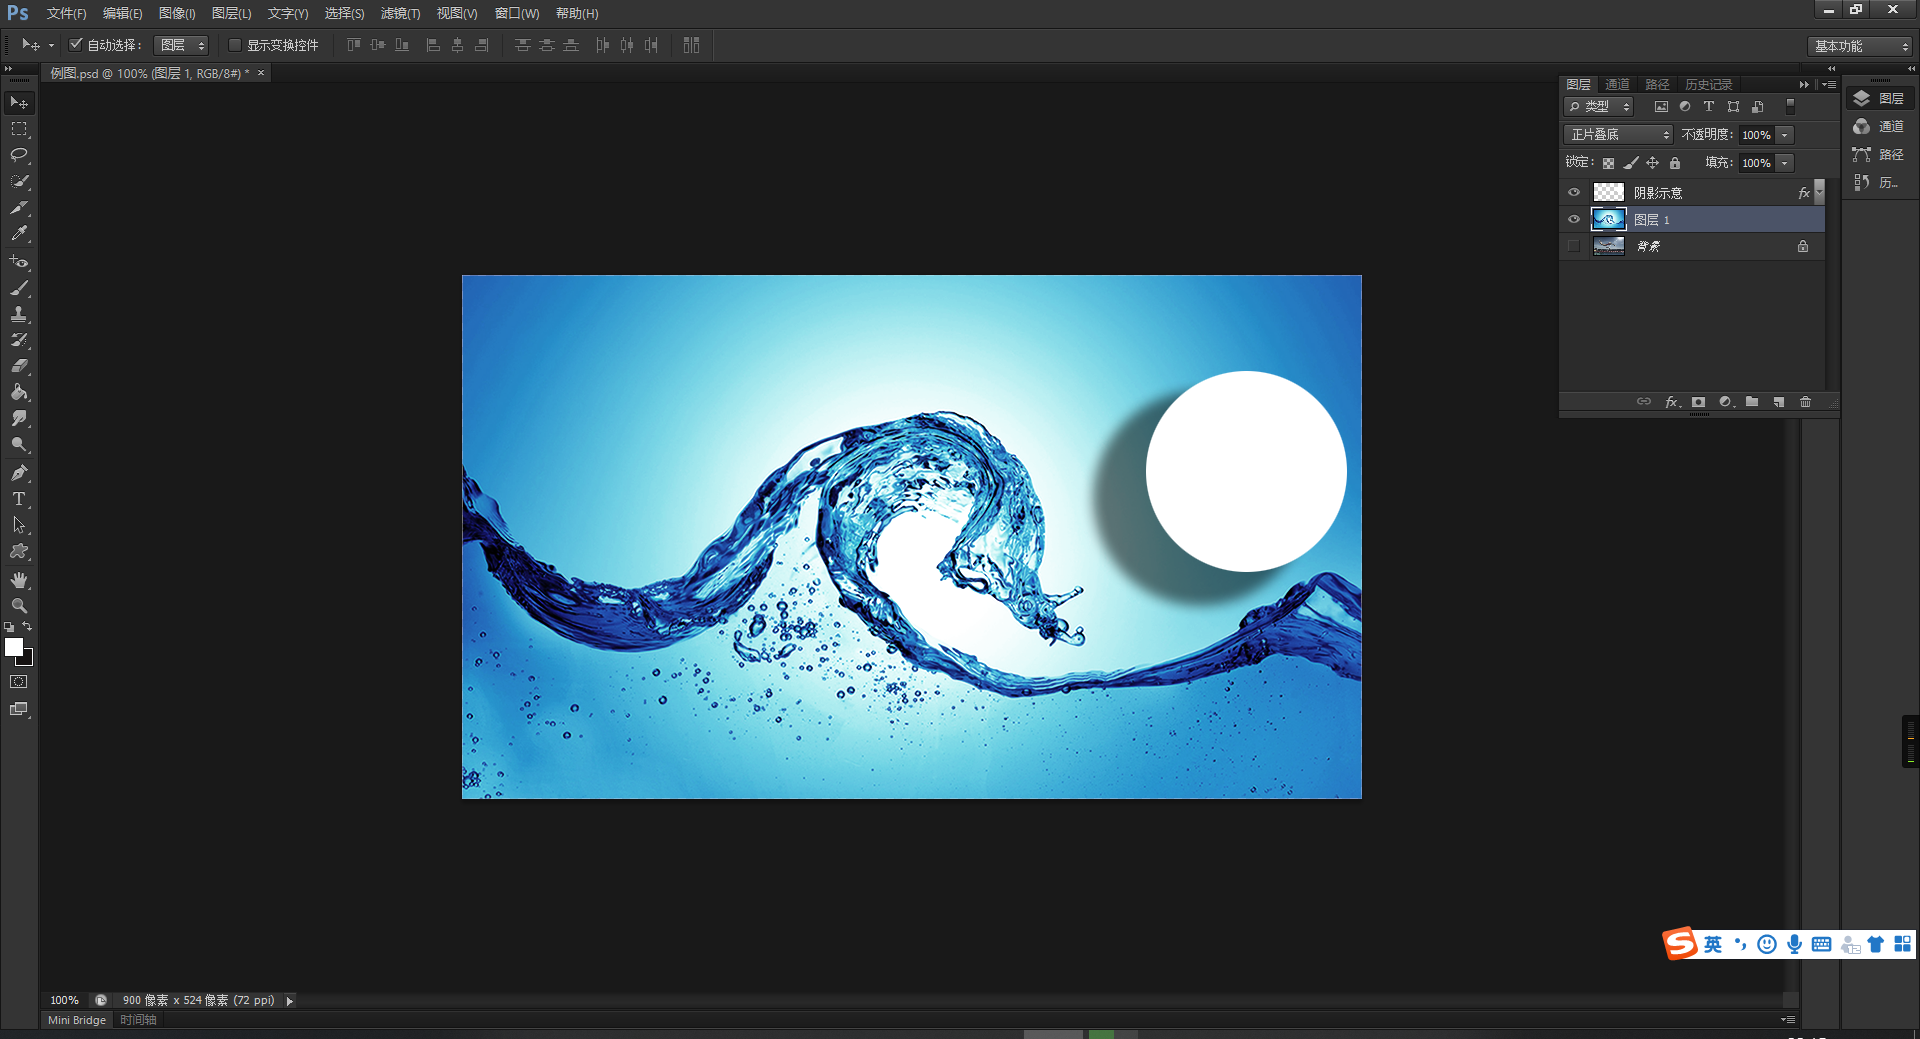 Ps 文件(F) 编辑(E) 图像(I) 图层(L) 文字(Y) 选择(S) 滤镜(T) 视图(V) 窗口(W) 帮助(H)
自动选择: 图层 显示变换控件 基本功能
例图.psd @ 100% (图层 1, RGB/8#) * ×
图层 通道 路径 历史记录
类型
正片叠底 不透明度: 100%
锁定: 填充: 100%
阴影示意 fx
图层 1
背景
fx
图层
通道
路径
历...
T
英
100% 900 像素 x 524 像素 (72 ppi)
Mini Bridge 时间轴